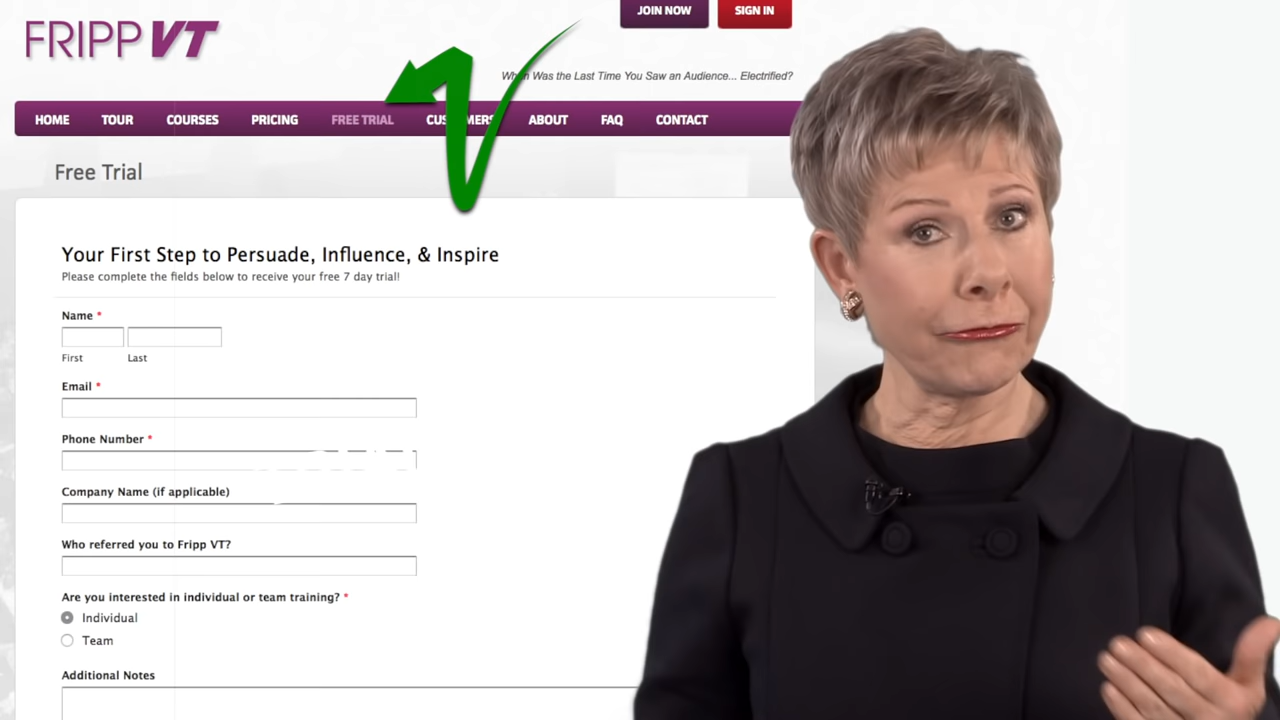 JOIN NOW SIGN IN
FRIPP VT
When Was the Last Time You Saw an Audience... Electrified?
HOME TOUR COURSES PRICING FREE TRIAL CUSTOMERS ABOUT FAQ CONTACT
Free Trial
Your First Step to Persuade, Influence, & Inspire
Please complete the fields below to receive your free 7 day trial!
Name *
First Last
Email *
Phone Number *
Company Name (if applicable)
Who referred you to Fripp VT?
Are you interested in individual or team training? *
Individual
Team
Additional Notes